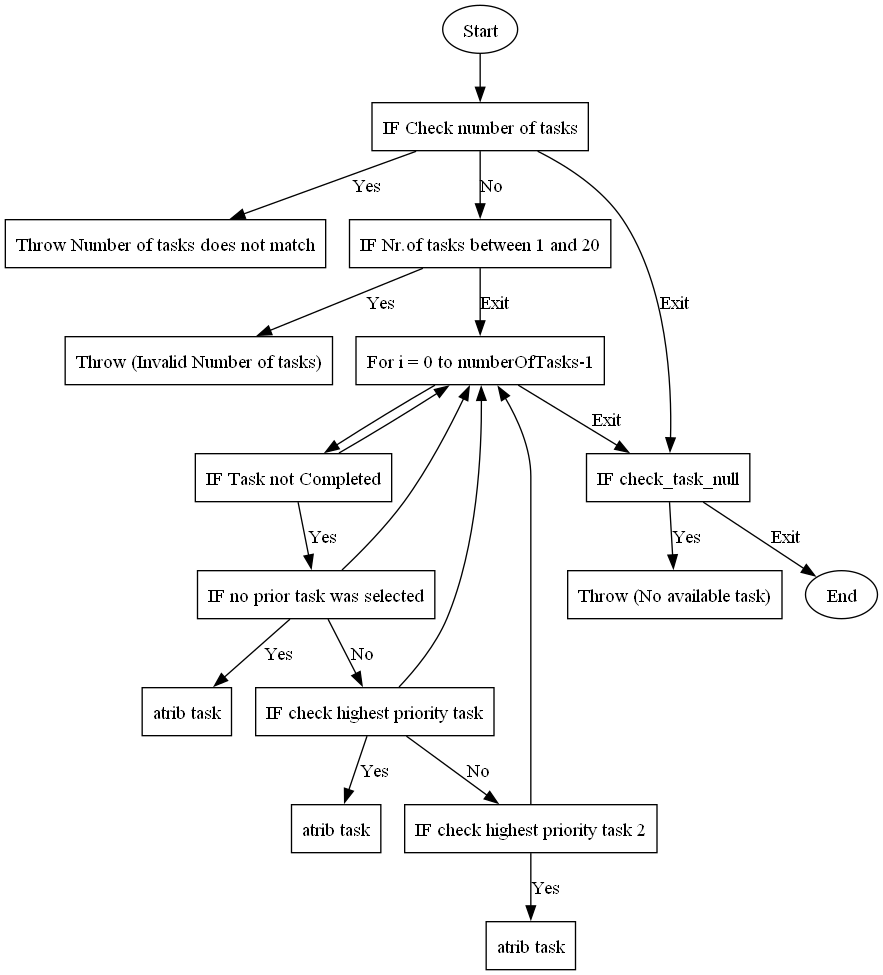 Start
IF Check number of tasks
Yes
No
Throw Number of tasks does not match
IF Nr.of tasks between 1 and 20
Yes
Exit
Exit
Throw (Invalid Number of tasks)
For i = 0 to numberOfTasks-1
Exit
IF Task not Completed
IF check_task_null
Yes
Yes
Exit
IF no prior task was selected
Throw (No available task)
End
Yes
No
atrib task
IF check highest priority task
Yes
No
atrib task
IF check highest priority task 2
Yes
atrib task